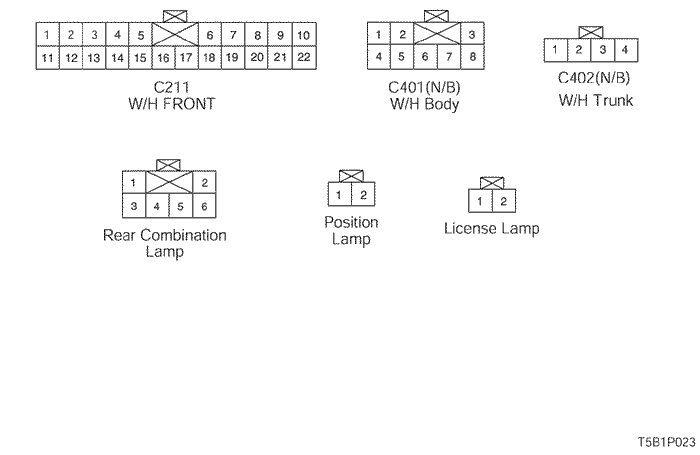 1 2 3 4 5 6 7 8 9 10
11 12 13 14 15 16 17 18 19 20 21 22
C211
W/H FRONT
1 2 3
4 5 6 7 8
C401(N/B)
W/H Body
1 2 3 4
C402(N/B)
W/H Trunk
1 2
3 4 5 6
Rear Combination
Lamp
1 2
Position
Lamp
1 2
License Lamp
T5B1P023